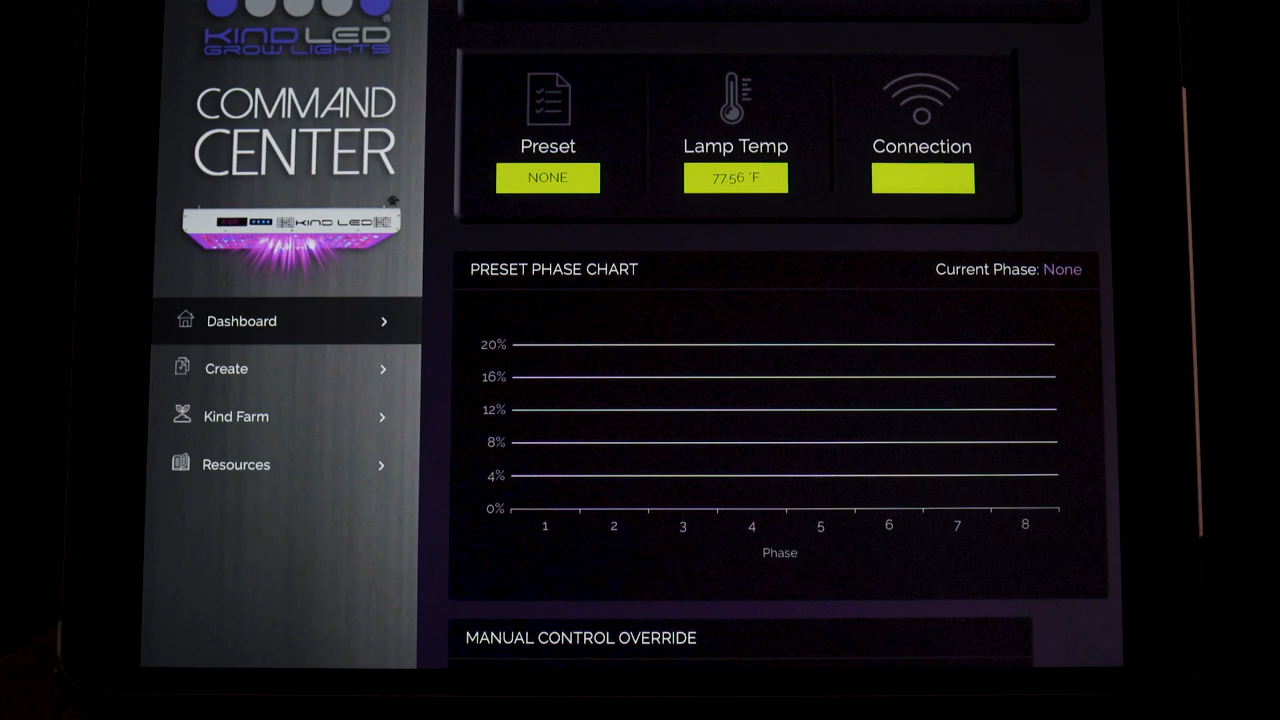 KIND LED
GROW LIGHTS
®
COMMAND
CENTER
KIND LED
Dashboard
Create
Kind Farm
Resources
Preset
Lamp Temp
Connection
NONE
77.56 °F
PRESET PHASE CHART
Current Phase: None
20%
16%
12%
8%
4%
0%
1 2 3 4 5 6 7 8
Phase
MANUAL CONTROL OVERRIDE